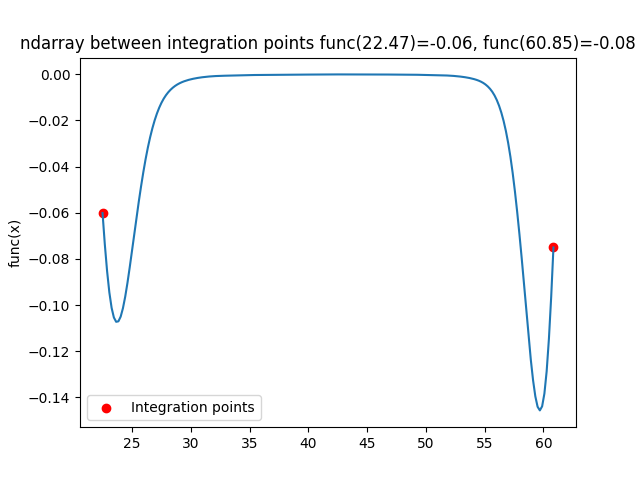 ndarray between integration points func(22.47)=-0.06, func(60.85)=-0.08
0.00
−0.02
−0.04
−0.06
−0.08
−0.10
−0.12
−0.14
func(x)
Integration points
25 30 35 40 45 50 55 60